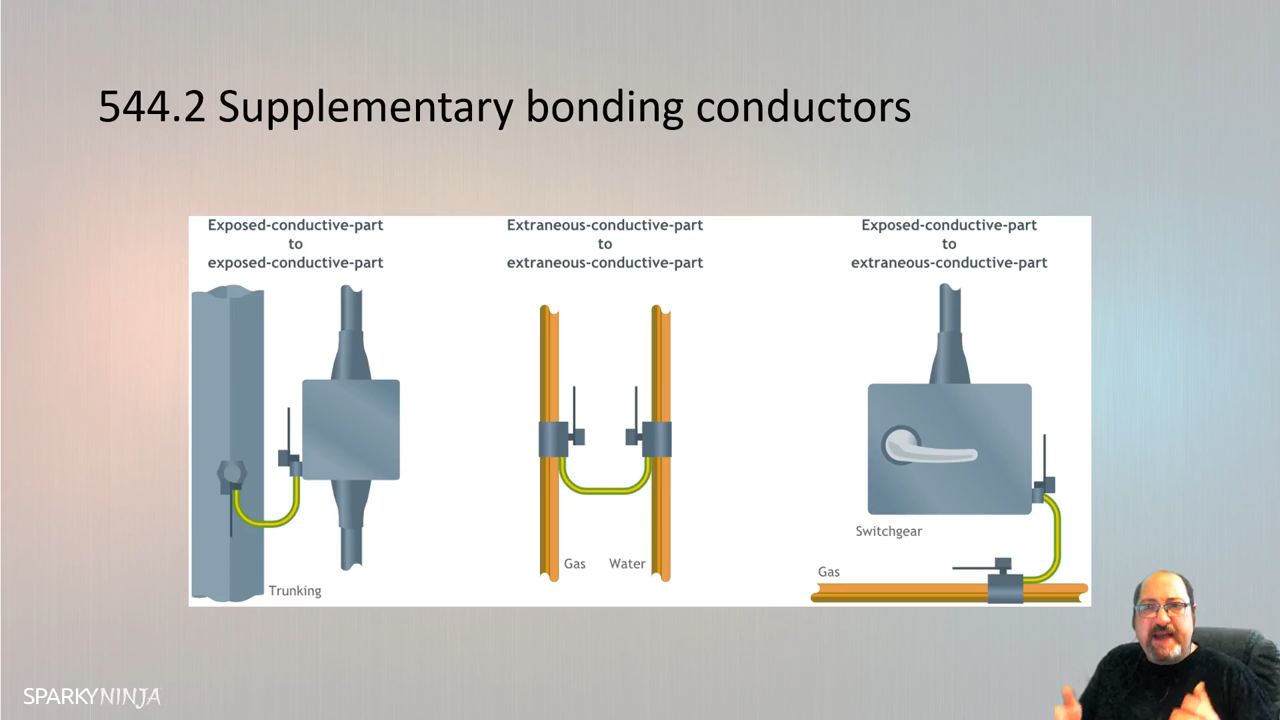 544.2 Supplementary bonding conductors
Exposed-conductive-part
to
exposed-conductive-part
Extraneous-conductive-part
to
extraneous-conductive-part
Exposed-conductive-part
to
extraneous-conductive-part
Switchgear
Gas
Water
Gas
Trunking
SPARKYNINJA